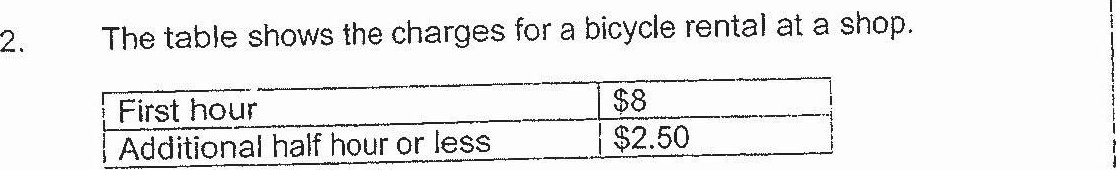 2. The table shows the charges for a bicycle rental at a shop.
First hour $8
Additional half hour or less $2.50